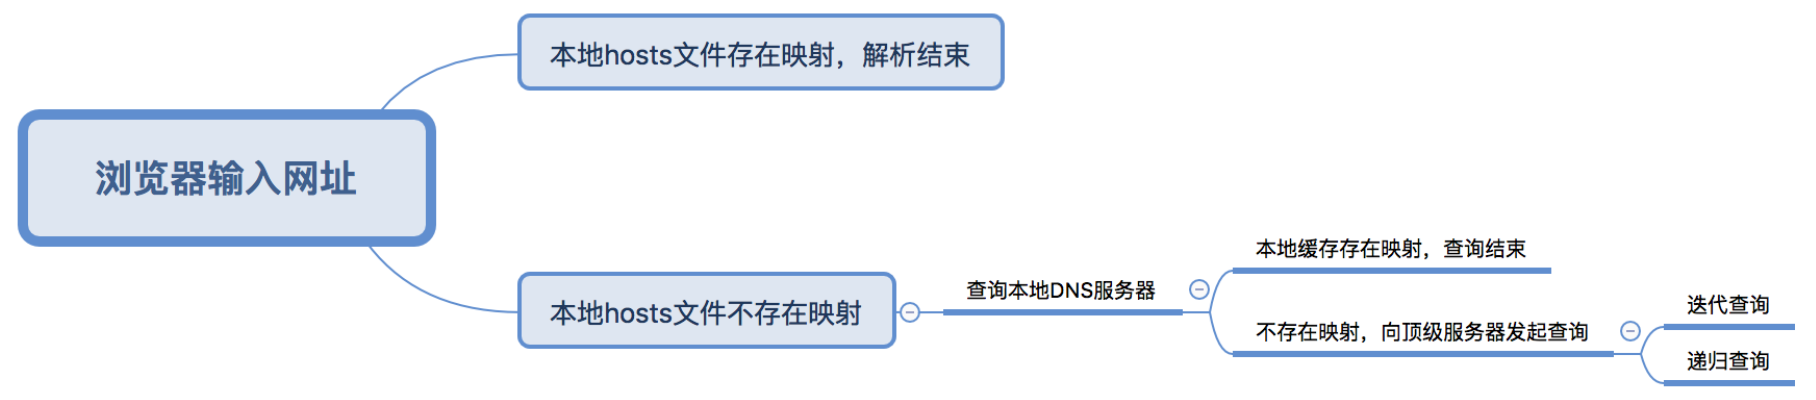 浏览器输入网址
本地hosts文件存在映射，解析结束
本地hosts文件不存在映射
查询本地DNS服务器
本地缓存存在映射，查询结束
不存在映射，向顶级服务器发起查询
迭代查询
递归查询